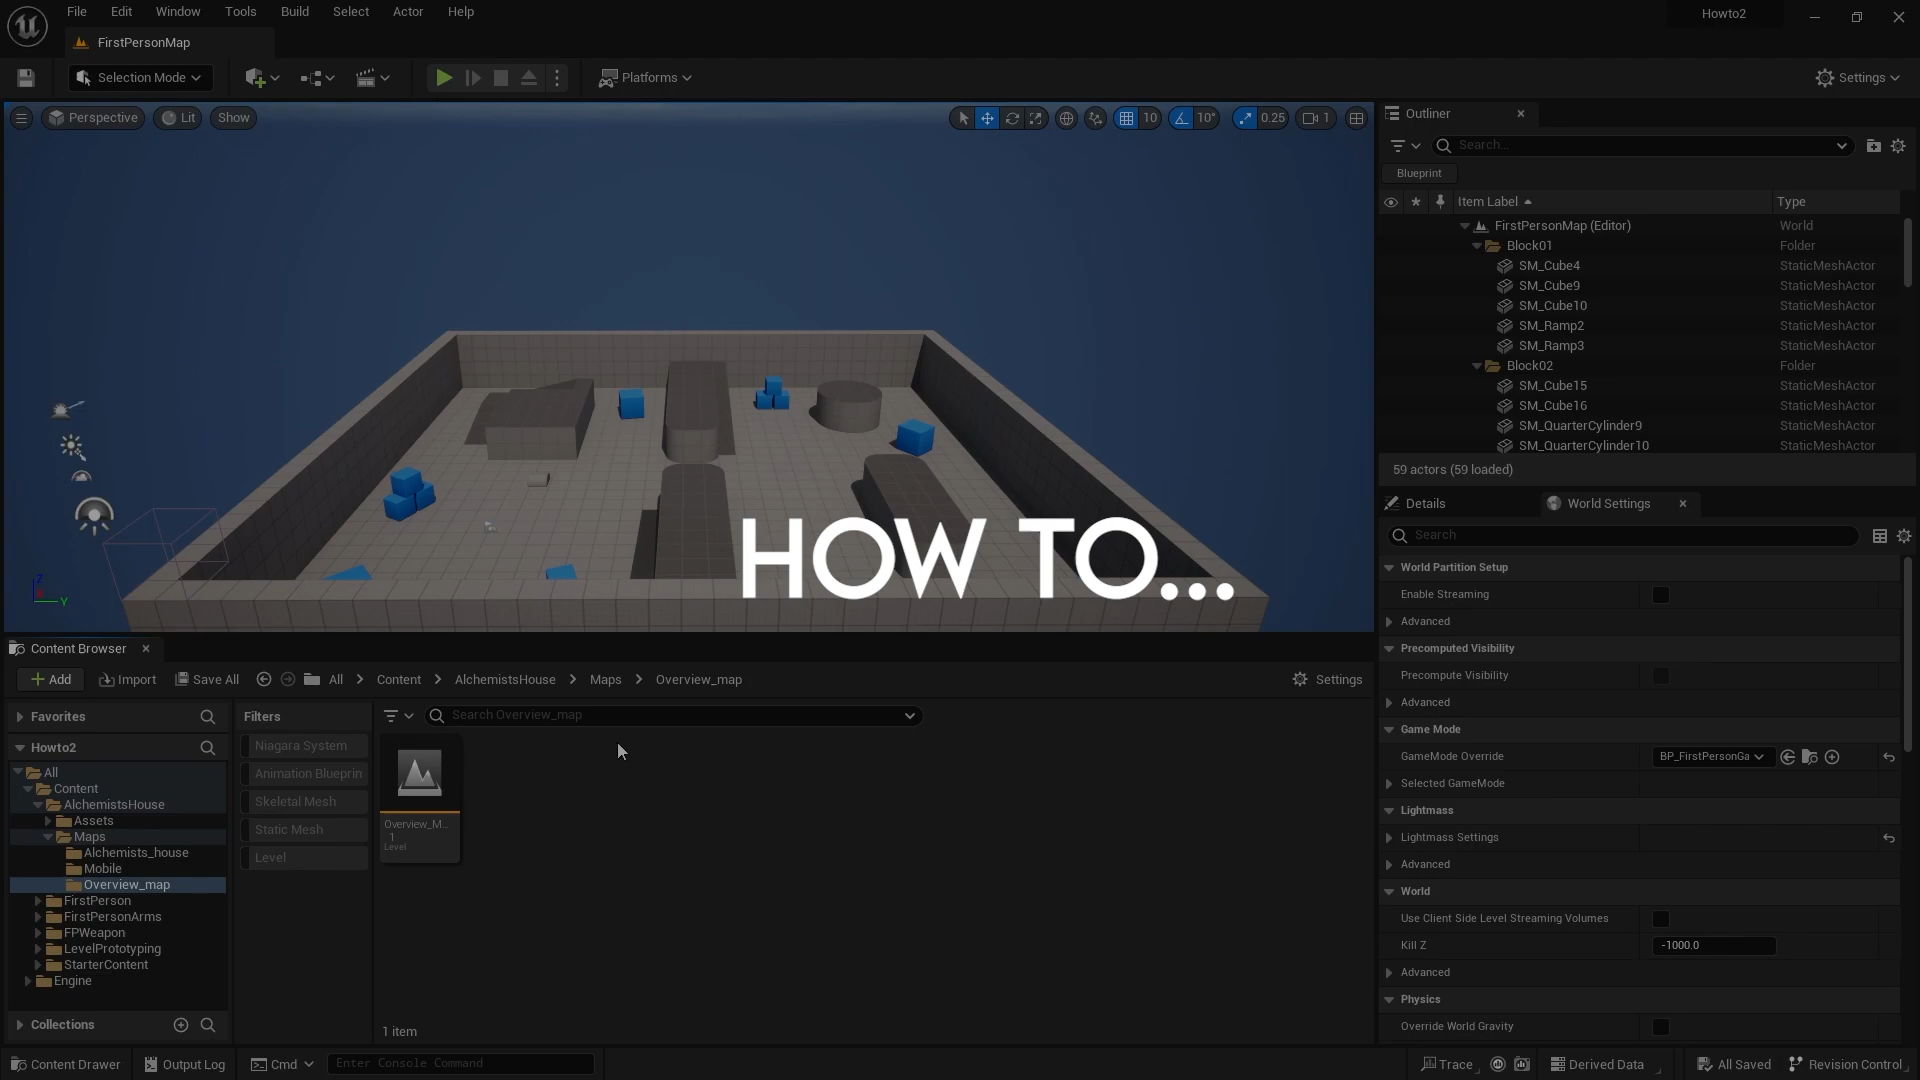 File Edit Window Tools Build Select Actor Help
Howto2
FirstPersonMap
Selection Mode
Platforms
Settings
Perspective Lit Show
10 10° 0.25 1
HOW TO...
Z
Y
Outliner
Search...
Blueprint
Item Label Type
FirstPersonMap (Editor) World
Block01 Folder
SM_Cube4 StaticMeshActor
SM_Cube9 StaticMeshActor
SM_Cube10 StaticMeshActor
SM_Ramp2 StaticMeshActor
SM_Ramp3 StaticMeshActor
Block02 Folder
SM_Cube15 StaticMeshActor
SM_Cube16 StaticMeshActor
SM_QuarterCylinder9 StaticMeshActor
SM_QuarterCylinder10 StaticMeshActor
59 actors (59 loaded)
Details World Settings
Search
World Partition Setup
Enable Streaming
Advanced
Precomputed Visibility
Precompute Visibility
Advanced
Game Mode
GameMode Override BP_FirstPersonGa
Selected GameMode
Lightmass
Lightmass Settings
Advanced
World
Use Client Side Level Streaming Volumes
Kill Z -1000.0
Advanced
Physics
Override World Gravity
Content Browser
Add Import Save All All Content AlchemistsHouse Maps Overview_map Settings
Favorites
Howto2
All
Content
AlchemistsHouse
Assets
Maps
Alchemists_house
Mobile
Overview_map
FirstPerson
FirstPersonArms
FPWeapon
LevelPrototyping
StarterContent
Engine
Collections
Filters
Niagara System
Animation Blueprin
Skeletal Mesh
Static Mesh
Level
Search Overview_map
Overview_M...
1
Level
1 item
Content Drawer Output Log Cmd Enter Console Command
Trace Derived Data All Saved Revision Control